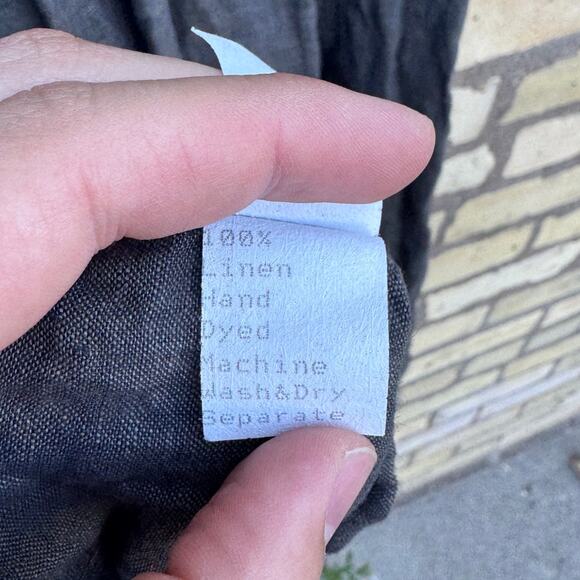 100%
Linen
Hand
Dyed
Machine
Wash&Dry
Separate